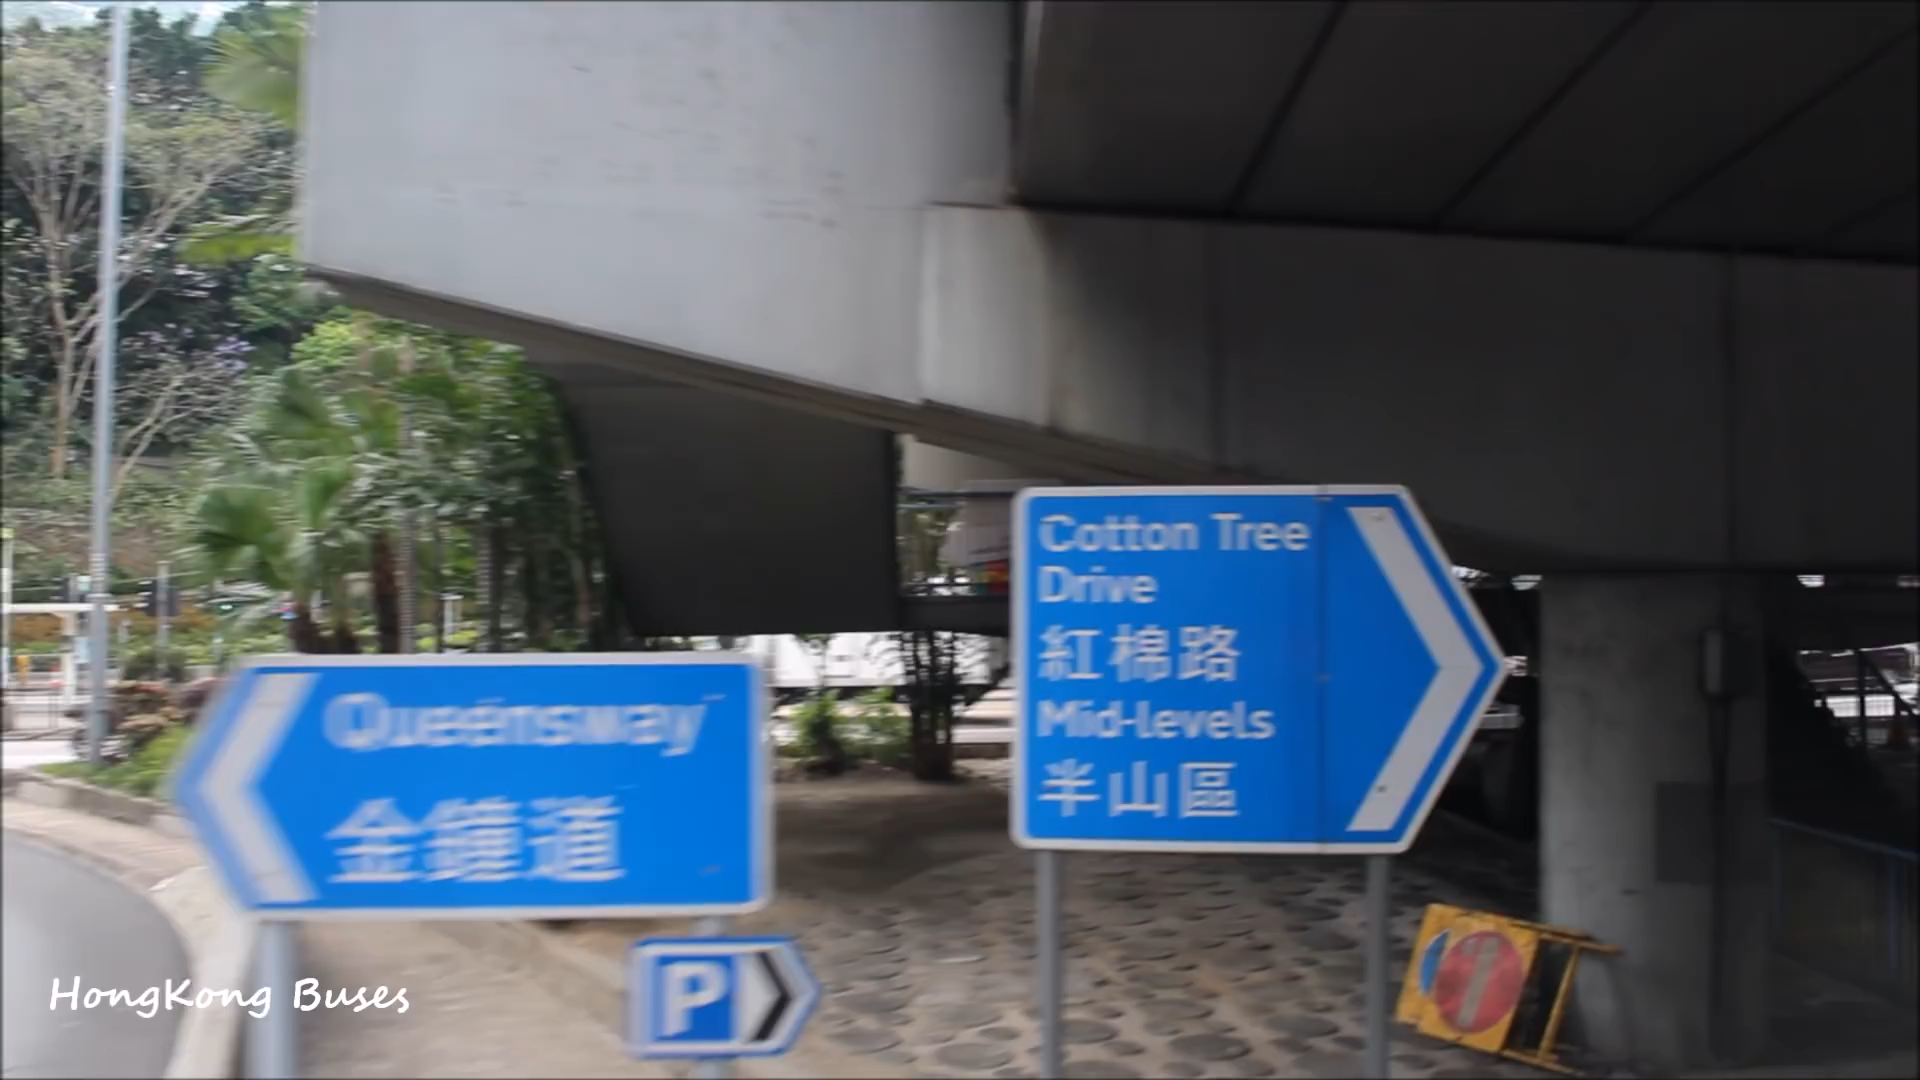 Queensway
金鐘道
P
Cotton Tree
Drive
紅棉路
Mid-levels
半山區
HongKong Buses